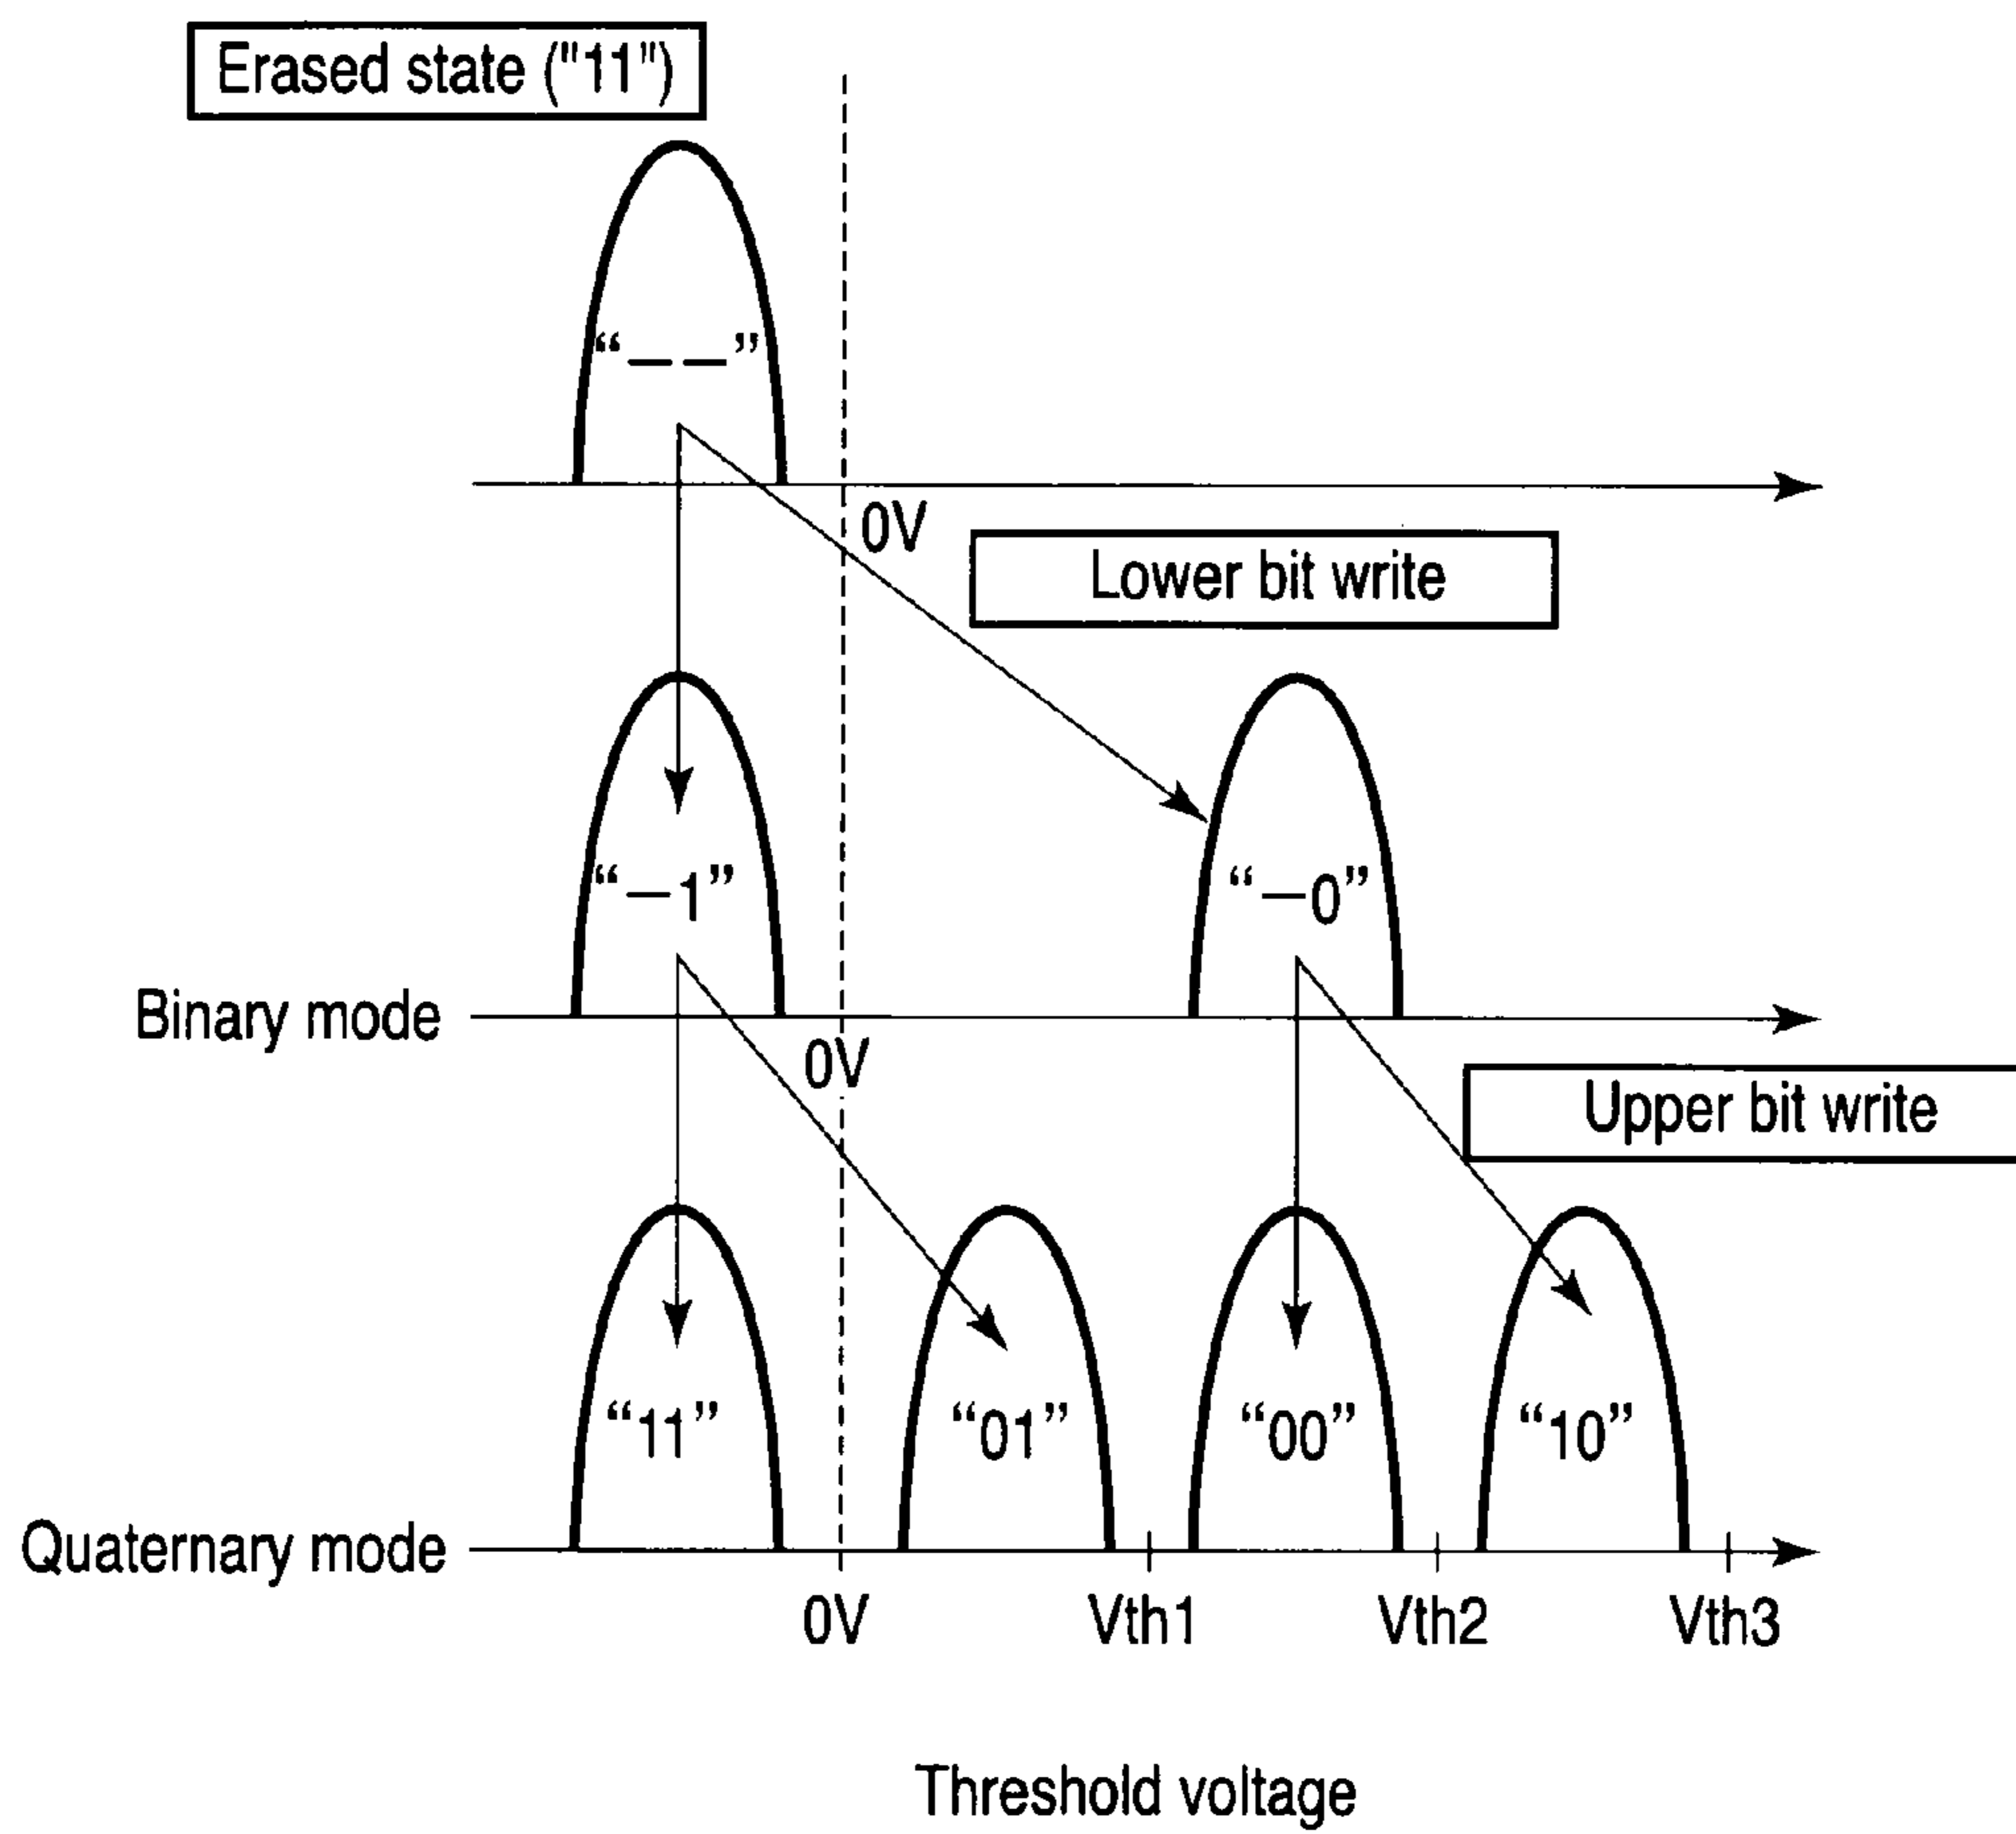 Erased state ("11")
“— —”
0V
Lower bit write
“—1”
“—0”
Binary mode
0V
Upper bit write
“11”
“01”
“00”
“10”
Quaternary mode
0V
Vth1
Vth2
Vth3
Threshold voltage